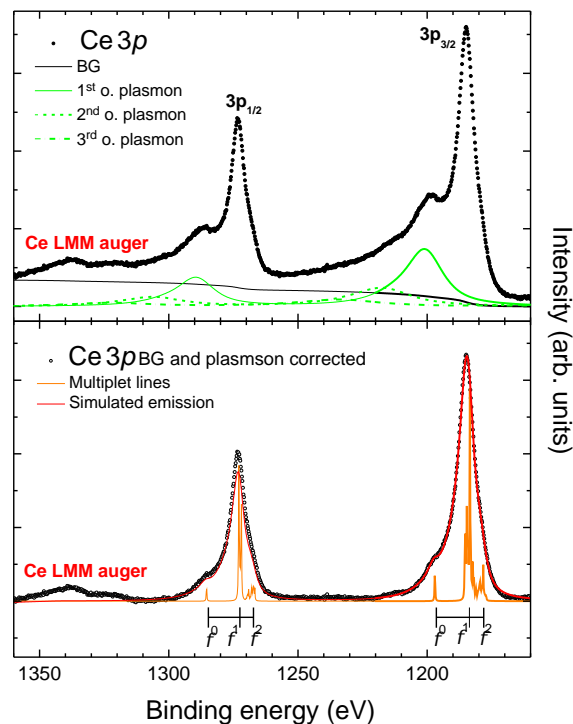 Ce 3p
BG
1st o. plasmon
2nd o. plasmon
3rd o. plasmon
3p1/2
3p3/2
Ce LMM auger
Ce 3p BG and plasmson corrected
Multiplet lines
Simulated emission
Ce LMM auger
f0 f1 f2
f0 f1 f2
1350 1300 1250 1200
Binding energy (eV)
Intensity (arb. units)